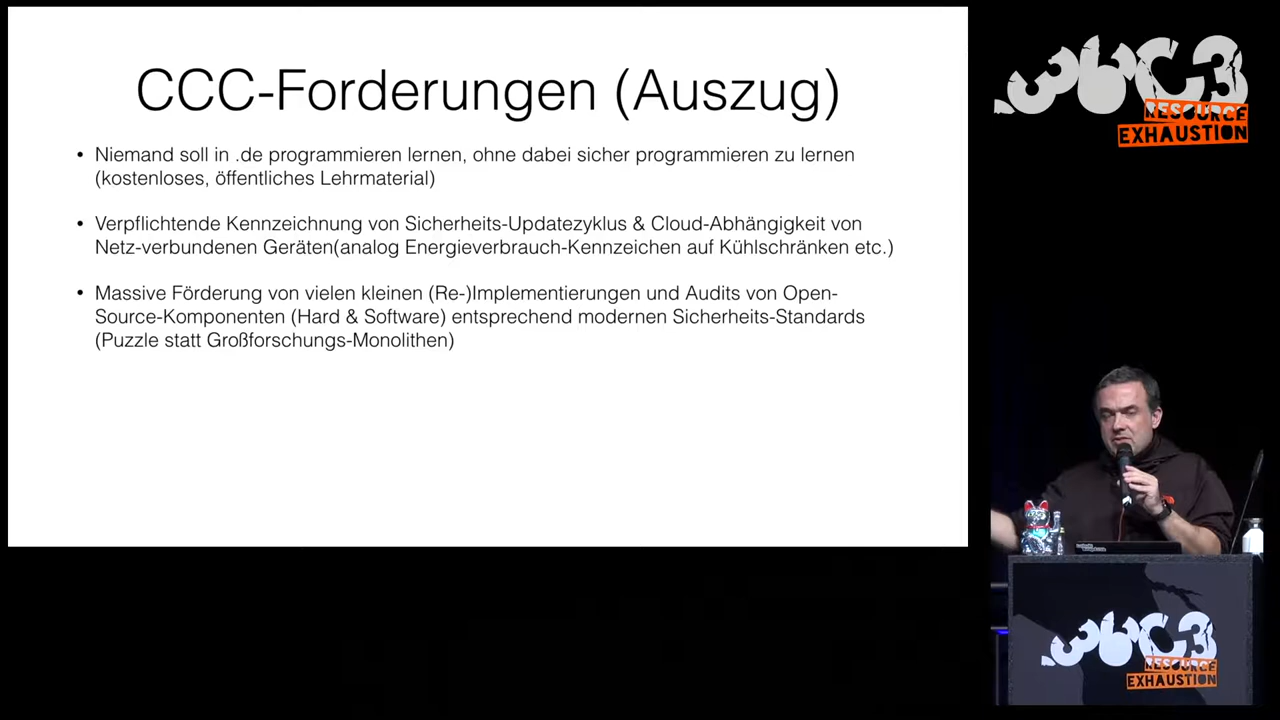 CCC-Forderungen (Auszug)
• Niemand soll in .de programmieren lernen, ohne dabei sicher programmieren zu lernen
(kostenloses, öffentliches Lehrmaterial)
• Verpflichtende Kennzeichnung von Sicherheits-Updatezyklus & Cloud-Abhängigkeit von
Netz-verbundenen Geräten(analog Energieverbrauch-Kennzeichen auf Kühlschränken etc.)
• Massive Förderung von vielen kleinen (Re-)Implementierungen und Audits von Open-
Source-Komponenten (Hard & Software) entsprechend modernen Sicherheits-Standards
(Puzzle statt Großforschungs-Monolithen)
36C3
RESOURCE
EXHAUSTION
36C3
RESOURCE
EXHAUSTION